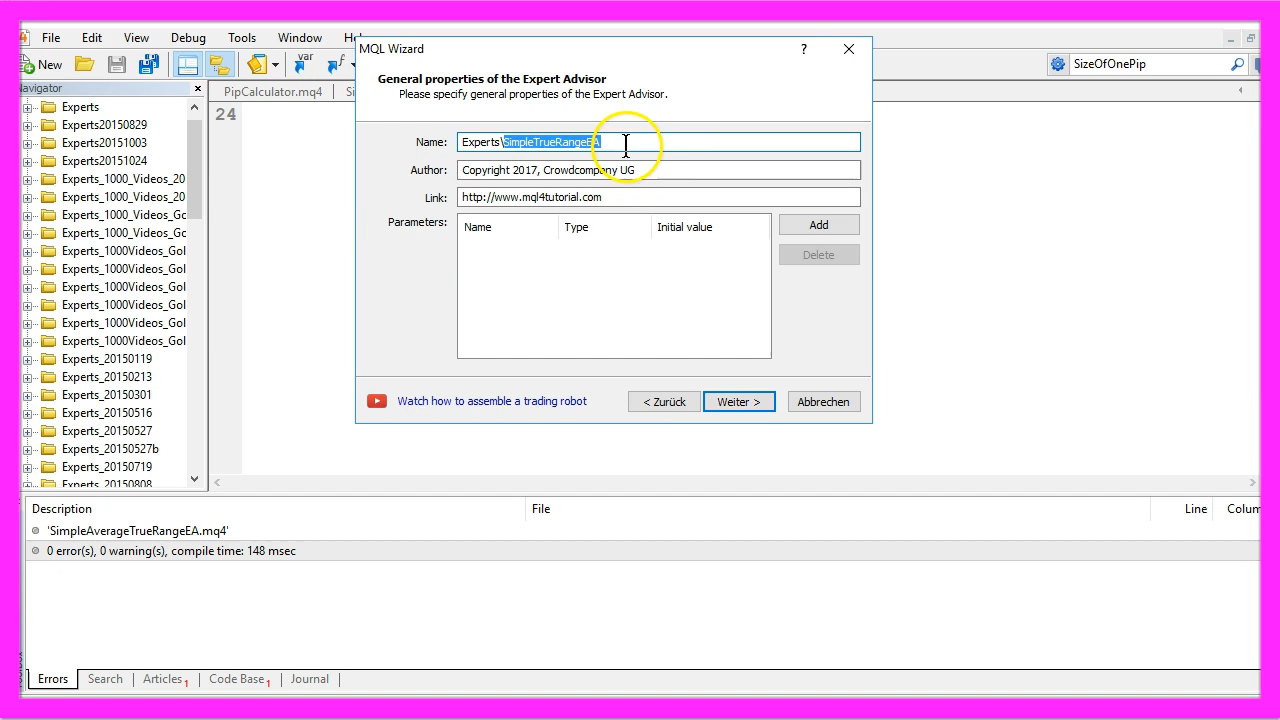 File Edit View Debug Tools Window
New var SizeOfOnePip
Navigator
PipCalculator.mq4
Experts
Experts20150829
Experts20151003
Experts20151024
Experts_1000_Videos_20
Experts_1000_Videos_20
Experts_1000_Videos_Gc
Experts_1000_Videos_Gc
Experts_1000Videos_Gol
Experts_1000Videos_Gol
Experts_1000Videos_Gol
Experts_1000Videos_Gol
Experts_1000Videos_Gol
Experts_1000Videos_Gol
Experts_20150119
Experts_20150213
Experts_20150301
Experts_20150516
Experts_20150527
Experts_20150527b
Experts_20150719
Experts_20150808
24
MQL Wizard ?
General properties of the Expert Advisor
Please specify general properties of the Expert Advisor.
Name: Experts\SimpleTrueRangeEA
Author: Copyright 2017, Crowdcompany UG
Link: http://www.mql4tutorial.com
Parameters: Name Type Initial value Add
Delete
Watch how to assemble a trading robot < Zurück Weiter > Abbrechen
Description File Line Colum
'SimpleAverageTrueRangeEA.mq4'
0 error(s), 0 warning(s), compile time: 148 msec
Errors Search Articles 1 Code Base 1 Journal